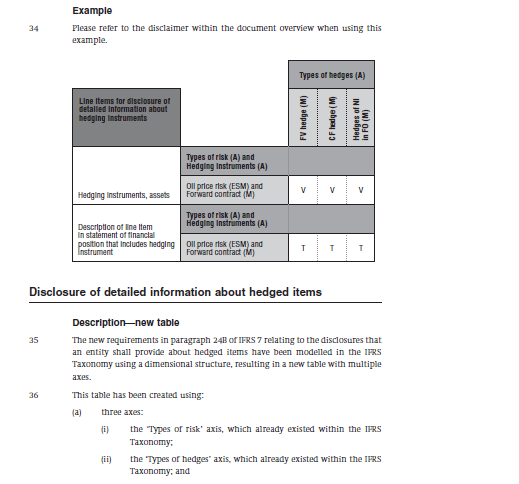 Example
34 Please refer to the disclaimer within the document overview when using this
example.
Types of hedges (A)
Line items for disclosure of
detailed information about
hedging instruments
FV hedge (M)
CF hedge (M)
Hedges of NI
in FO (M)
Types of risk (A) and
Hedging instruments (A)
Hedging instruments, assets
Oil price risk (ESM) and
Forward contract (M)
V V V
Types of risk (A) and
Hedging instruments (A)
Description of line item
in statement of financial
position that includes hedging
instrument
Oil price risk (ESM) and
Forward contract (M)
T T T
Disclosure of detailed information about hedged items
Description—new table
35 The new requirements in paragraph 24B of IFRS 7 relating to the disclosures that
an entity shall provide about hedged items have been modelled in the IFRS
Taxonomy using a dimensional structure, resulting in a new table with multiple
axes.
36 This table has been created using:
(a) three axes:
(i) the 'Types of risk' axis, which already existed within the IFRS
Taxonomy;
(ii) the 'Types of hedges' axis, which already existed within the IFRS
Taxonomy; and